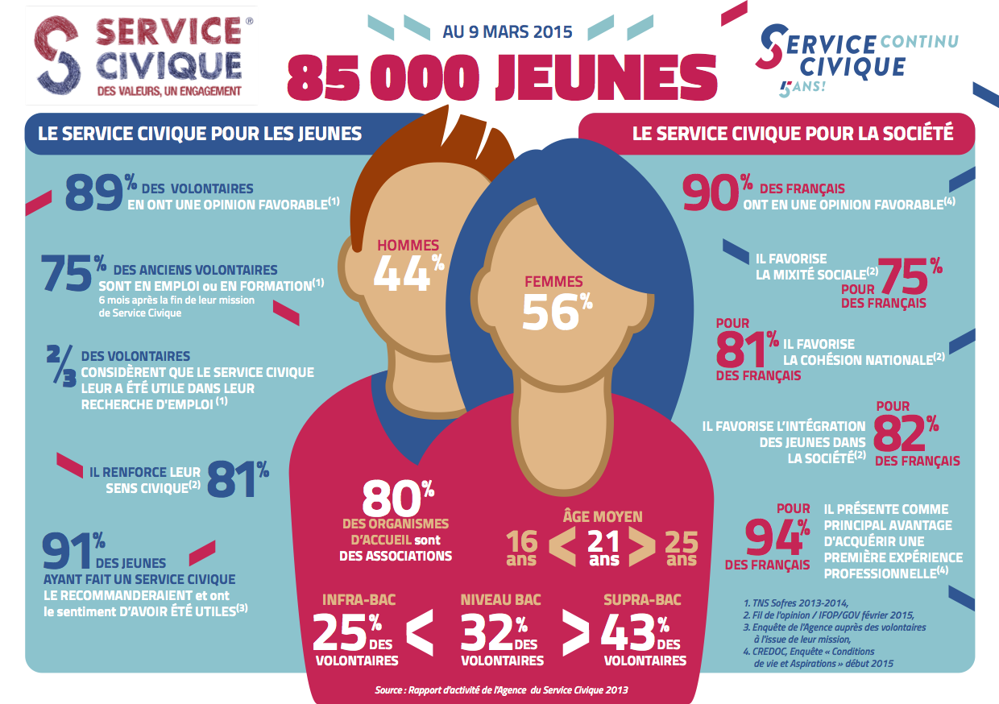 SERVICE®
CIVIQUE
DES VALEURS, UN ENGAGEMENT
AU 9 MARS 2015
85 000 JEUNES
SERVICE CONTINU
CIVIQUE
5 ANS!
LE SERVICE CIVIQUE POUR LES JEUNES
89% DES VOLONTAIRES
EN ONT UNE OPINION FAVORABLE(1)
75% DES ANCIENS VOLONTAIRES
SONT EN EMPLOI ou EN FORMATION(1)
6 mois après la fin de leur mission
de Service Civique
2/3 DES VOLONTAIRES
CONSIDÈRENT QUE LE SERVICE CIVIQUE
LEUR A ÉTÉ UTILE DANS LEUR
RECHERCHE D'EMPLOI (1)
IL RENFORCE LEUR
SENS CIVIQUE(2) 81%
91% DES JEUNES
AYANT FAIT UN SERVICE CIVIQUE
LE RECOMMANDERAIENT et ont
le sentiment D'AVOIR ÉTÉ UTILES(3)
HOMMES
44%
FEMMES
56%
80%
DES ORGANISMES
D'ACCUEIL sont
DES ASSOCIATIONS
ÂGE MOYEN
16 < 21 > 25
ans ans ans
INFRA-BAC NIVEAU BAC SUPRA-BAC
25% DES < 32% DES > 43% DES
VOLONTAIRES VOLONTAIRES VOLONTAIRES
Source : Rapport d'activité de l'Agence du Service Civique 2013
LE SERVICE CIVIQUE POUR LA SOCIÉTÉ
90% DES FRANÇAIS
ONT EN UNE OPINION FAVORABLE(4)
IL FAVORISE
LA MIXITÉ SOCIALE(2)
POUR 75%
DES FRANÇAIS
POUR
81% IL FAVORISE
LA COHÉSION NATIONALE(2)
DES FRANÇAIS
POUR
IL FAVORISE L'INTÉGRATION
DES JEUNES DANS 82%
LA SOCIÉTÉ(2)
DES FRANÇAIS
POUR
94%
DES FRANÇAIS
IL PRÉSENTE COMME
PRINCIPAL AVANTAGE
D'ACQUÉRIR UNE
PREMIÈRE EXPÉRIENCE
PROFESSIONNELLE(4)
1. TNS Sofres 2013-2014,
2. Fil de l'opinion / IFOP/GOV février 2015,
3. Enquête de l'Agence auprès des volontaires
à l'issue de leur mission,
4. CREDOC, Enquête « Conditions
de vie et Aspirations » début 2015